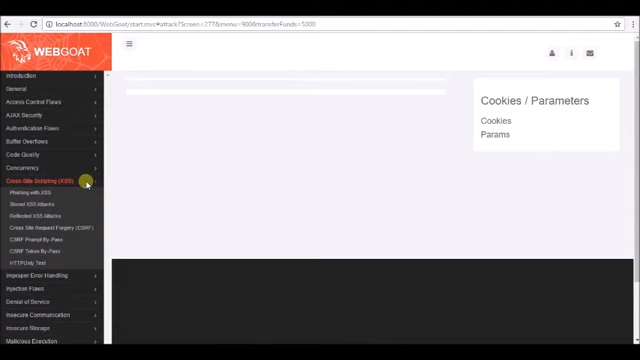 localhost:8000/WebGoat/start.mvc#attack?Screen=277&menu=900&transferFunds=5000
WEBGOAT
Introduction
General
Access Control Flaws
AJAX Security
Authentication Flaws
Buffer Overflows
Code Quality
Concurrency
Cross-Site Scripting (XSS)
Phishing with XSS
Stored XSS Attacks
Reflected XSS Attacks
Cross Site Request Forgery (CSRF)
CSRF Prompt By-Pass
CSRF Token By-Pass
HTTPOnly Test
Improper Error Handling
Injection Flaws
Denial of Service
Insecure Communication
Insecure Storage
Malicious Execution
Cookies / Parameters
Cookies
Params